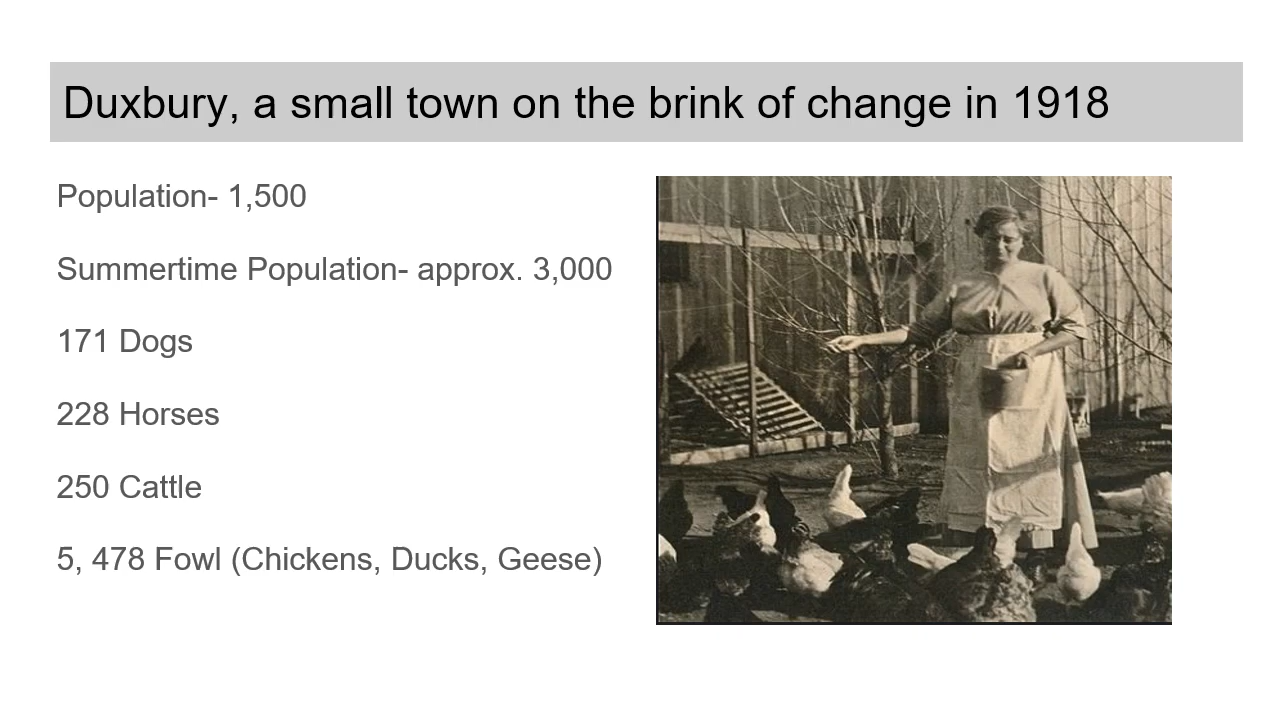 Duxbury, a small town on the brink of change in 1918
Population- 1,500
Summertime Population- approx. 3,000
171 Dogs
228 Horses
250 Cattle
5, 478 Fowl (Chickens, Ducks, Geese)